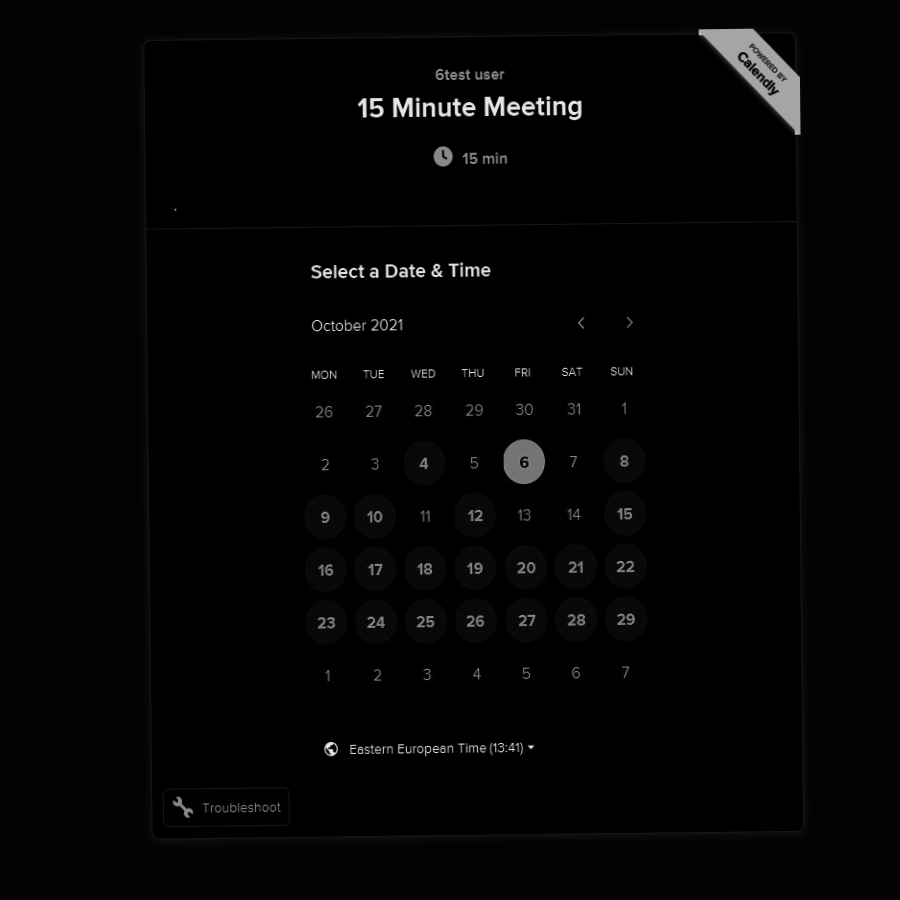 POWERED BY
Calendly
6test user
15 Minute Meeting
15 min
Select a Date & Time
October 2021
MON TUE WED THU FRI SAT SUN
26 27 28 29 30 31 1
2 3 4 5 6 7 8
9 10 11 12 13 14 15
16 17 18 19 20 21 22
23 24 25 26 27 28 29
1 2 3 4 5 6 7
Eastern European Time (13:41)
Troubleshoot